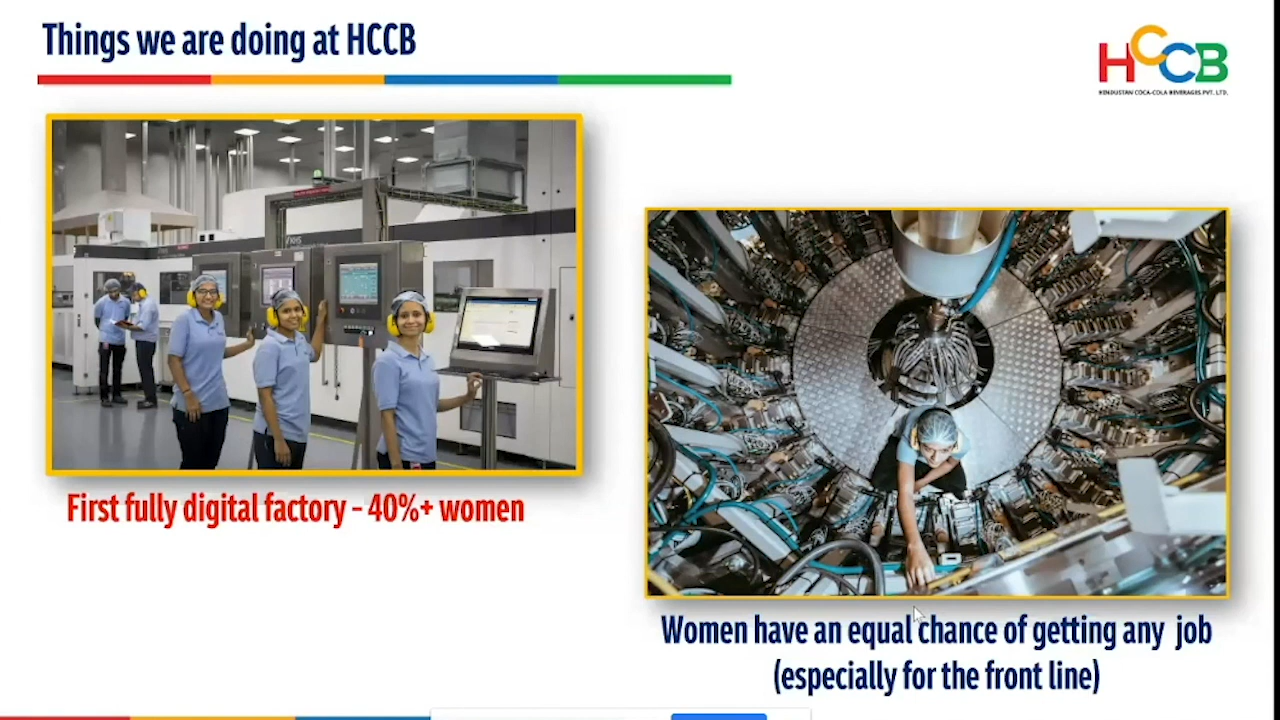 Things we are doing at HCCB
HCCB
HINDUSTAN COCA-COLA BEVERAGES PVT. LTD.
First fully digital factory - 40%+ women
Women have an equal chance of getting any job
(especially for the front line)